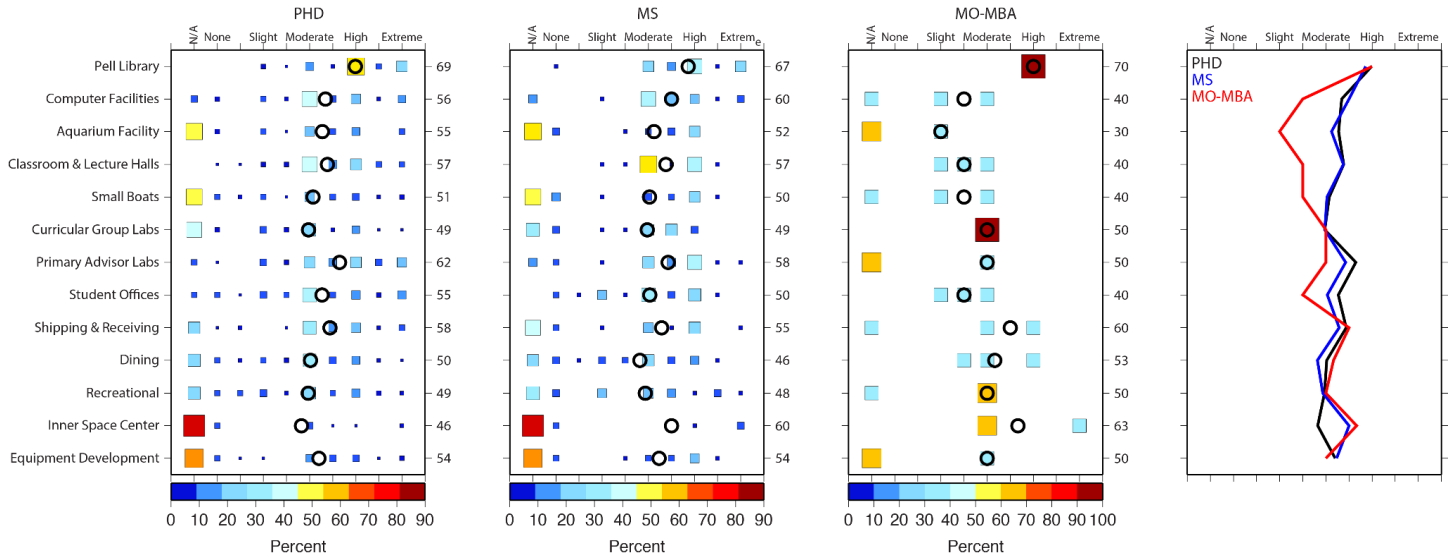 PHD
N/A None Slight Moderate High Extreme
MS
N/A None Slight Moderate High Extreme
MO-MBA
N/A None Slight Moderate High Extreme
N/A None Slight Moderate High Extreme
Pell Library 69 67 70
Computer Facilities 56 60 40
Aquarium Facility 55 52 30
Classroom & Lecture Halls 57 57 40
Small Boats 51 50 40
Curricular Group Labs 49 49 50
Primary Advisor Labs 62 58 50
Student Offices 55 50 40
Shipping & Receiving 58 55 60
Dining 50 46 53
Recreational 49 48 50
Inner Space Center 46 60 63
Equipment Development 54 54 50
PHD
MS
MO-MBA
0 10 20 30 40 50 60 70 80 90
Percent
0 10 20 30 40 50 60 70 80 90
Percent
0 10 20 30 40 50 60 70 80 90 100
Percent